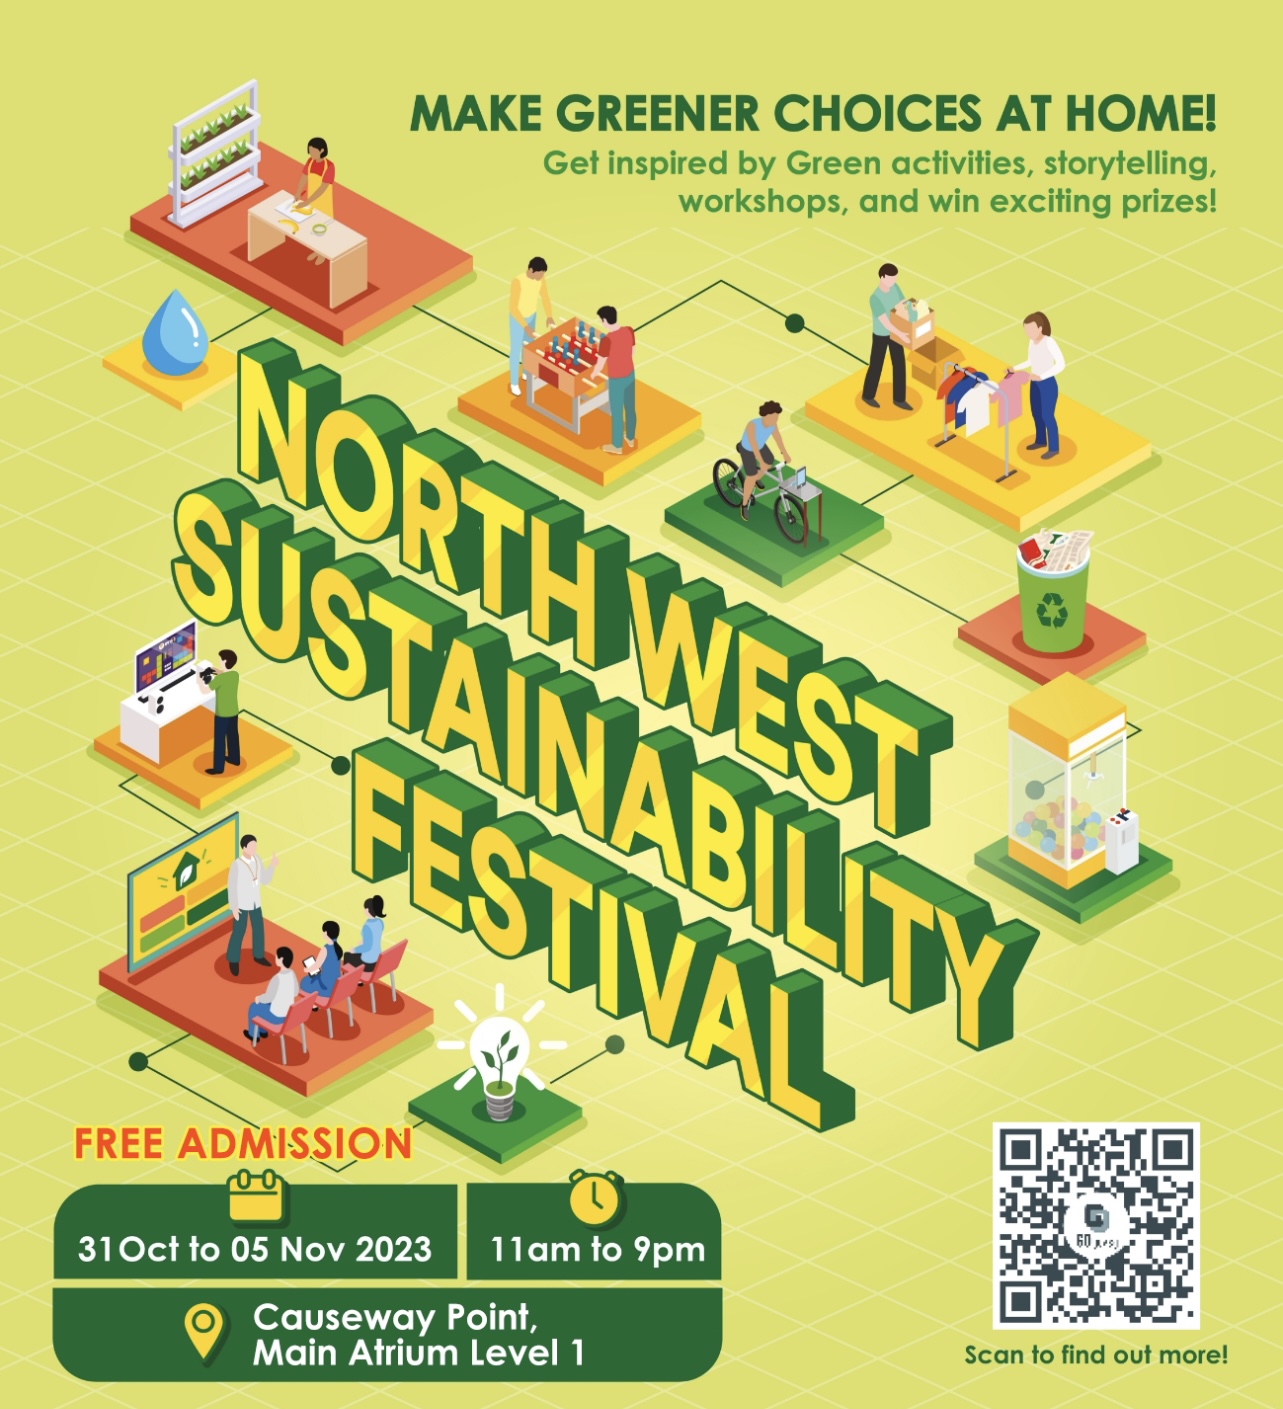 MAKE GREENER CHOICES AT HOME!
Get inspired by Green activities, storytelling,
workshops, and win exciting prizes!
NORTH WEST
SUSTAINABILITY
FESTIVAL
FREE ADMISSION
31 Oct to 05 Nov 2023
11am to 9pm
Causeway Point,
Main Atrium Level 1
Scan to find out more!